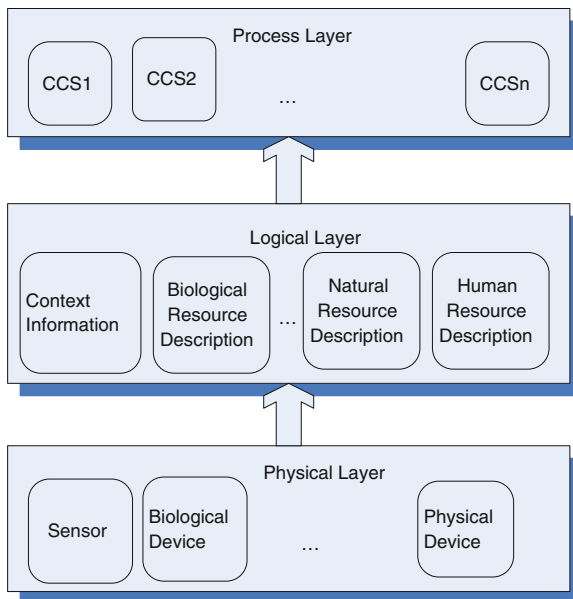 Process Layer
CCS1
CCS2
...
CCSn
Logical Layer
Context
Information
Biological
Resource
Description
...
Natural
Resource
Description
Human
Resource
Description
Physical Layer
Sensor
Biological
Device
...
Physical
Device